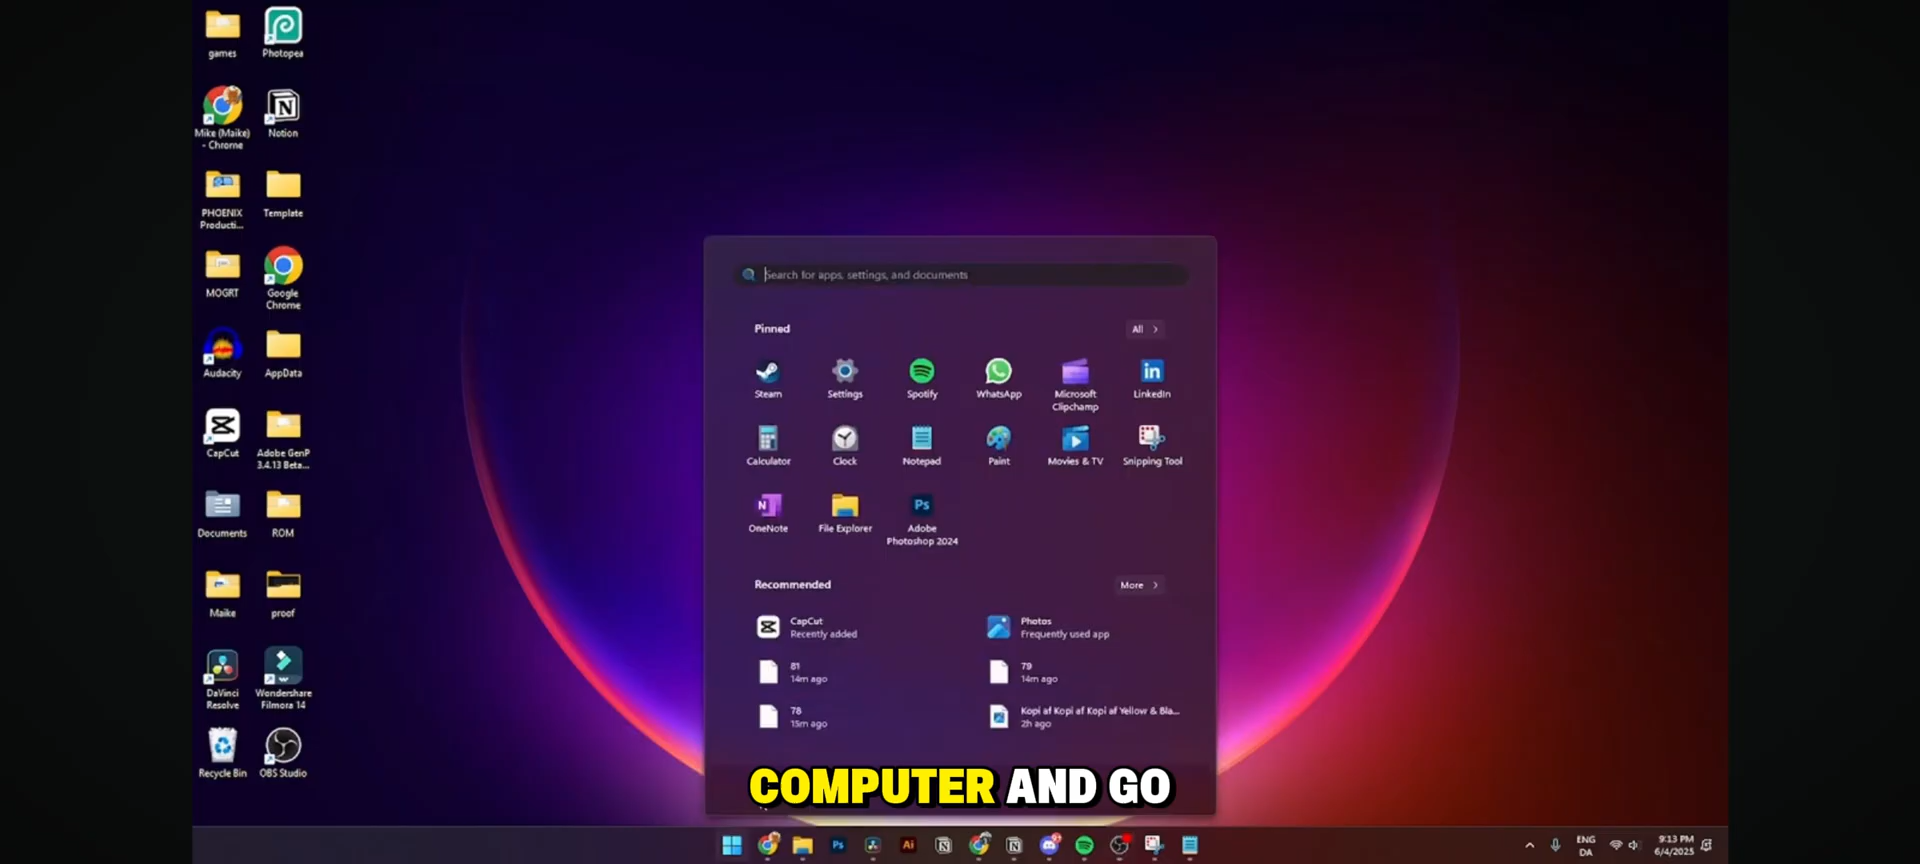 games
Photopea
Mike (Maike)
- Chrome
Notion
PHOENIX
Producti...
Template
MOGRT
Google
Chrome
Audacity
AppData
CapCut
Adobe GenP
3.4.13 Beta...
Documents
ROM
Maike
proof
DaVinci
Resolve
Wondershare
Filmora 14
Recycle Bin
OBS Studio
Search for apps, settings, and documents
Pinned
All
Steam
Settings
Spotify
WhatsApp
Microsoft
Clipchamp
LinkedIn
Calculator
Clock
Notepad
Paint
Movies & TV
Snipping Tool
OneNote
File Explorer
Adobe
Photoshop 2024
Recommended
More
CapCut
Recently added
Photos
Frequently used app
81
14m ago
79
14m ago
78
15m ago
Kopi af Kopi af Kopi af Yellow & Bla...
2h ago
COMPUTER AND GO
ENG
DA
9:13 PM
6/4/2025